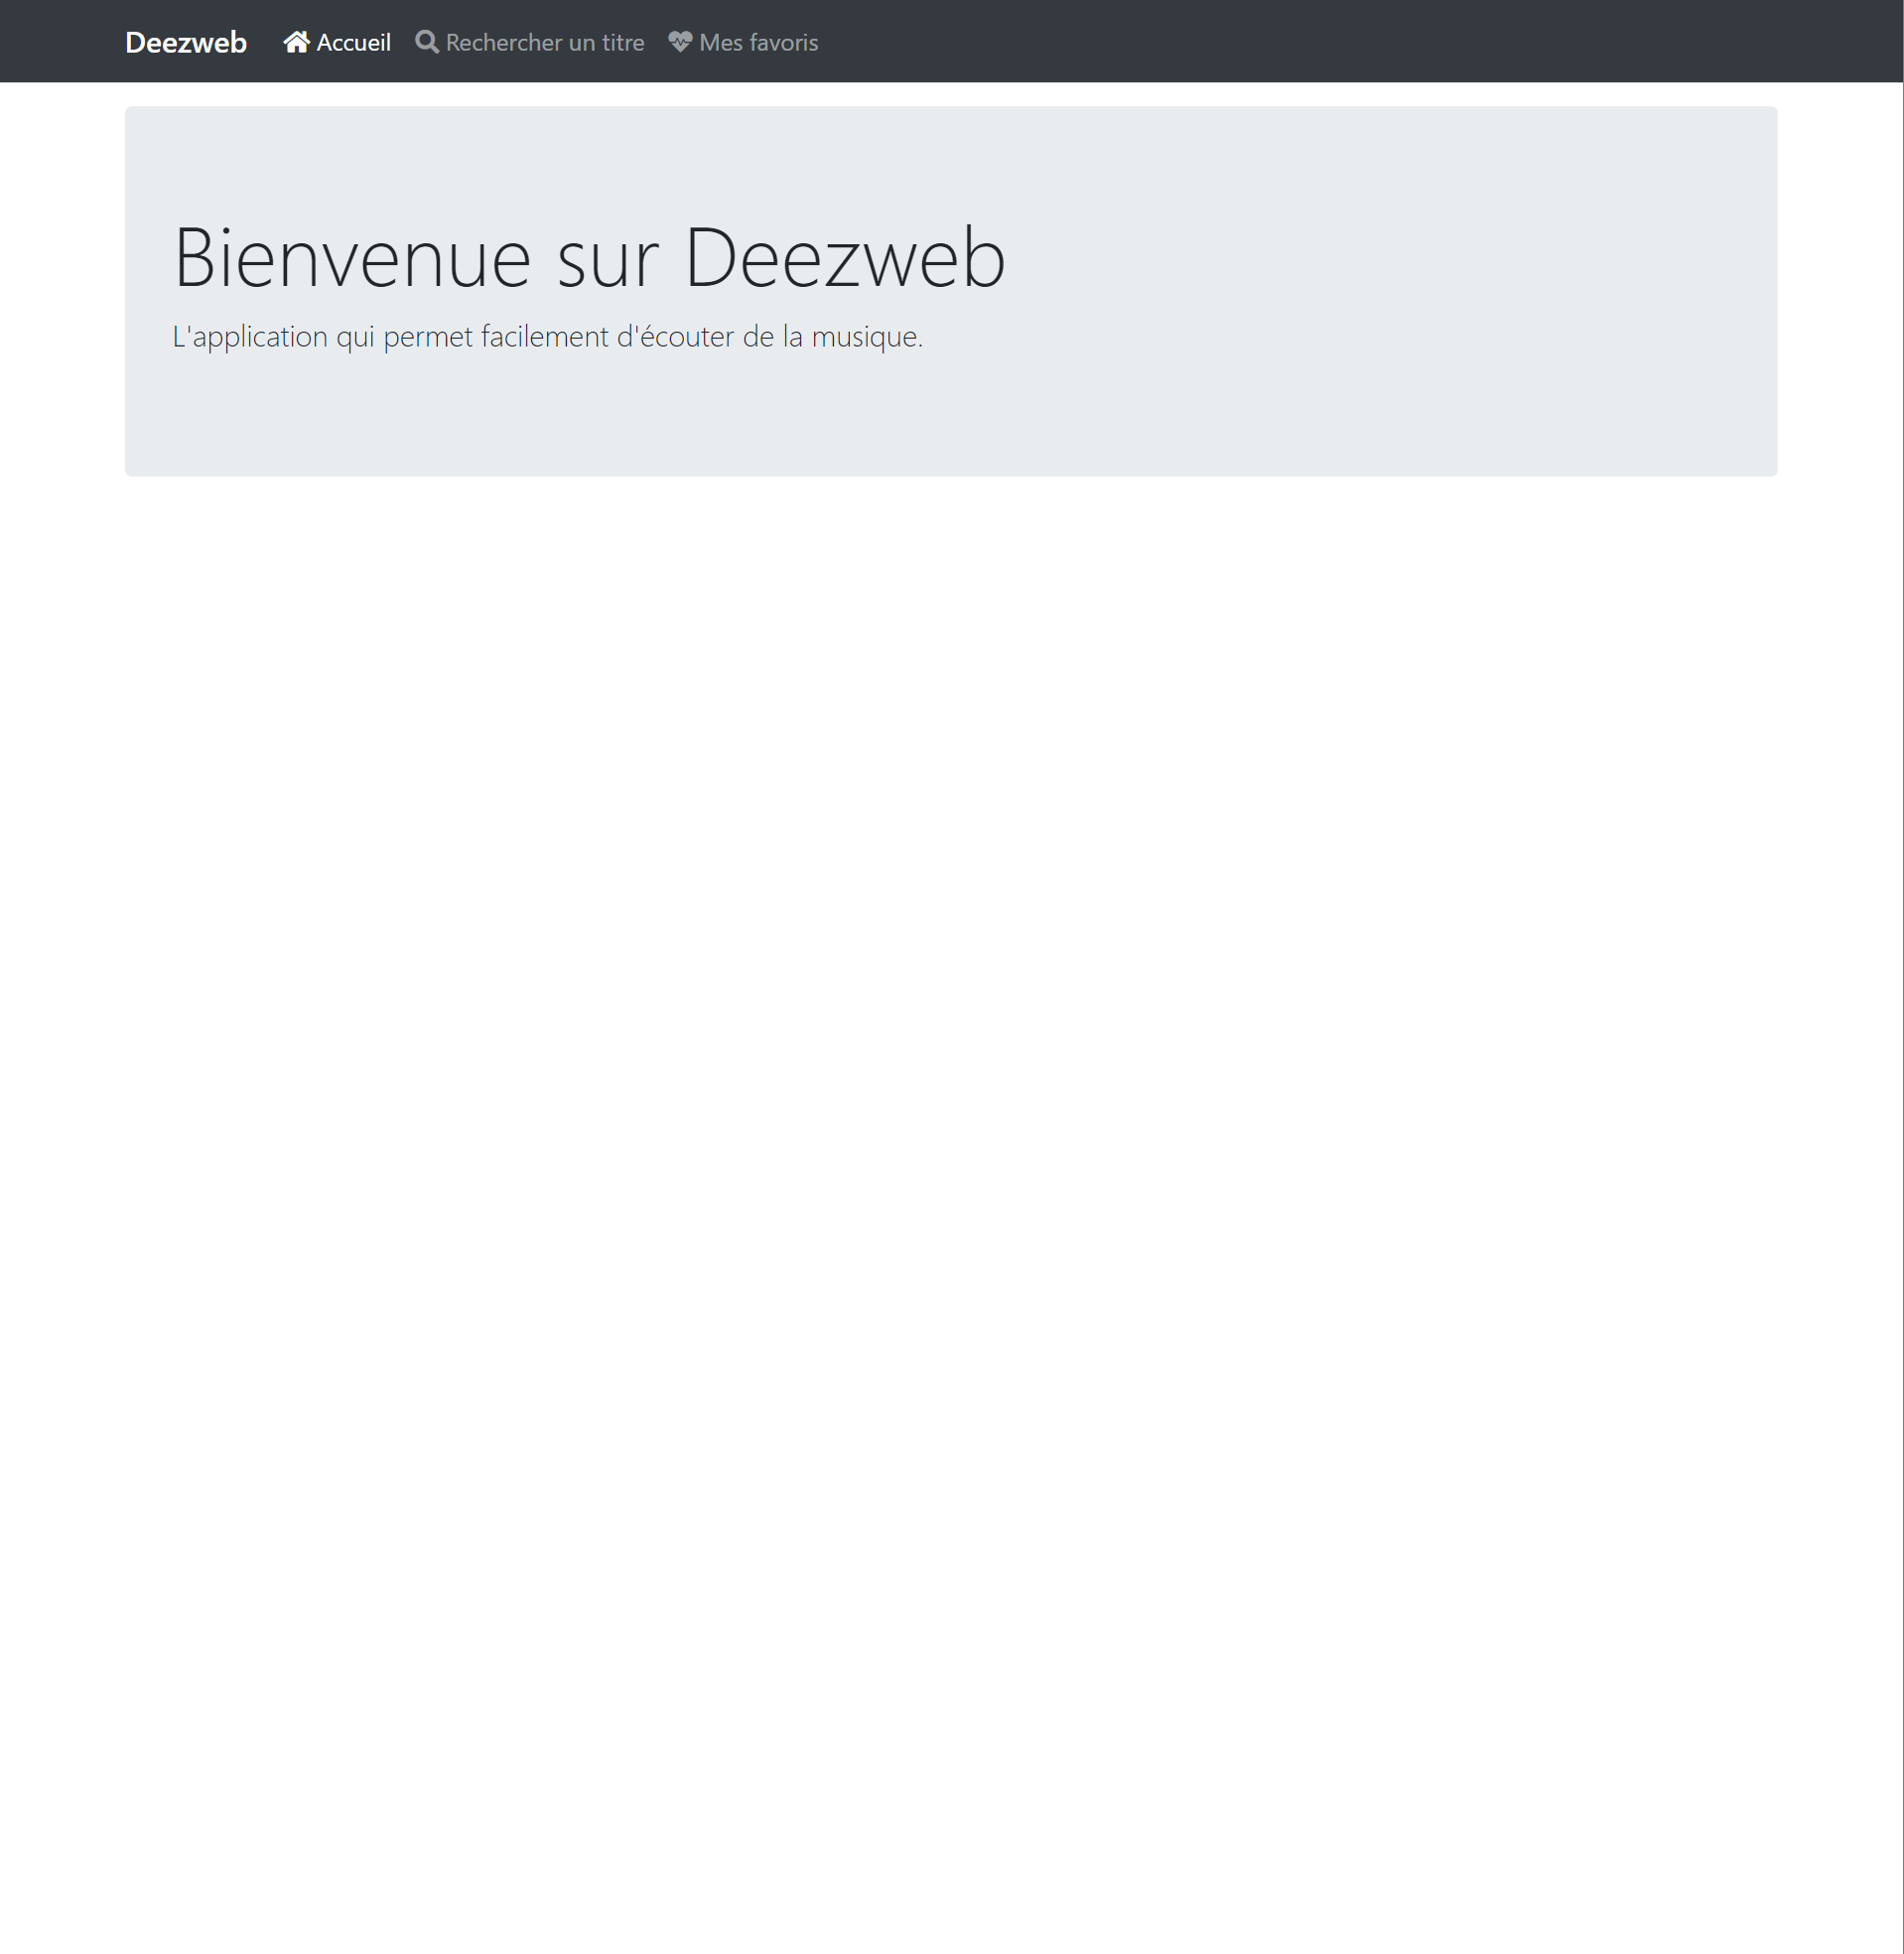 Deezweb Accueil Rechercher un titre Mes favoris
Bienvenue sur Deezweb
L'application qui permet facilement d'écouter de la musique.